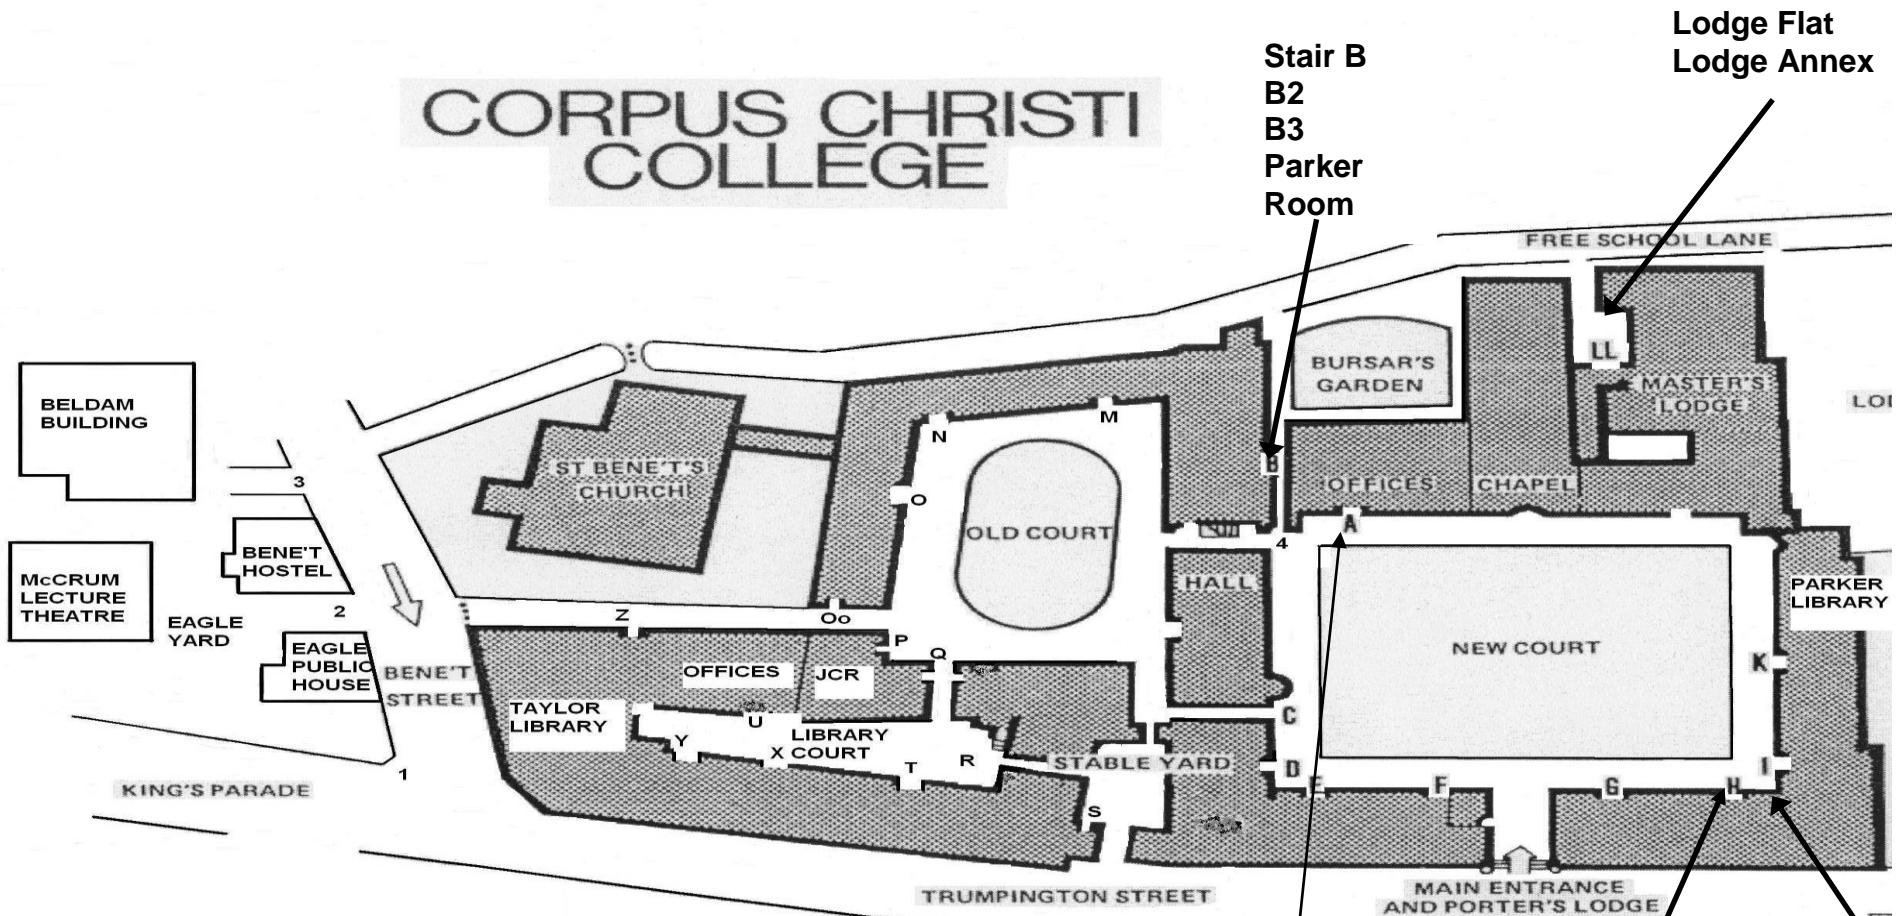 Lodge Flat
Lodge Annex
Stair B
B2
B3
Parker
Room
CORPUS CHRISTI
COLLEGE
FREE SCHOOL LANE
BURSAR'S
GARDEN
LL
MASTER'S
LODGE
BELDAM
BUILDING
N
M
ST BENE'T'S
CHURCH
B
OFFICES
CHAPEL
3
O
OLD COURT
A
4
BENE'T
HOSTEL
McCRUM
LECTURE
THEATRE
HALL
PARKER
LIBRARY
2
EAGLE
YARD
Z
Oo
EAGLE
PUBLIC
HOUSE
BENE'T
STREET
P
Q
OFFICES
JCR
NEW COURT
K
TAYLOR
LIBRARY
U
Y
X
LIBRARY
COURT
R
T
C
STABLE YARD
D
E
F
G
H
I
1
KING'S PARADE
S
TRUMPINGTON STREET
MAIN ENTRANCE
AND PORTER'S LODGE